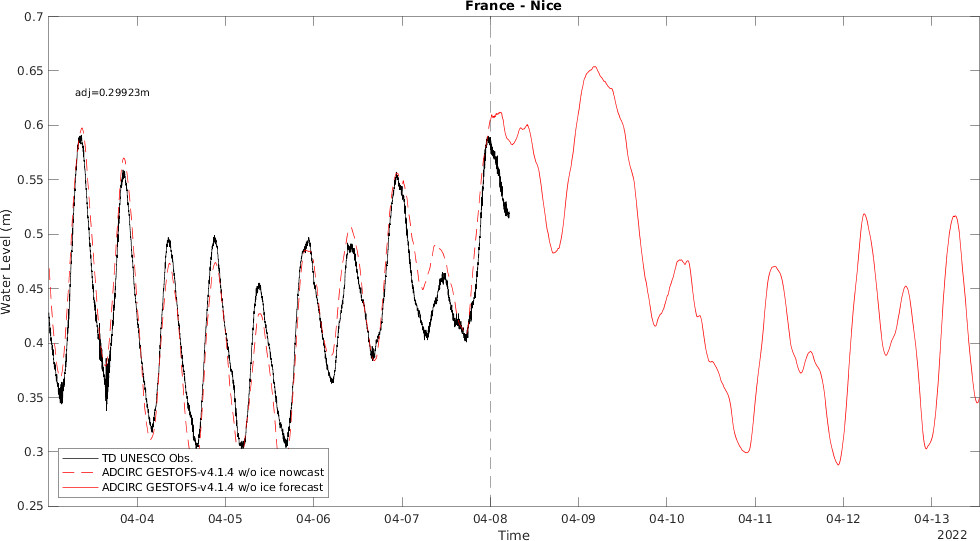 France - Nice
0.7
0.65
0.6
0.55
0.5
0.45
0.4
0.35
0.3
0.25
Water Level (m)
adj=0.29923m
TD UNESCO Obs.
ADCIRC GESTOFS-v4.1.4 w/o ice nowcast
ADCIRC GESTOFS-v4.1.4 w/o ice forecast
04-04 04-05 04-06 04-07 04-08 04-09 04-10 04-11 04-12 04-13
Time
2022